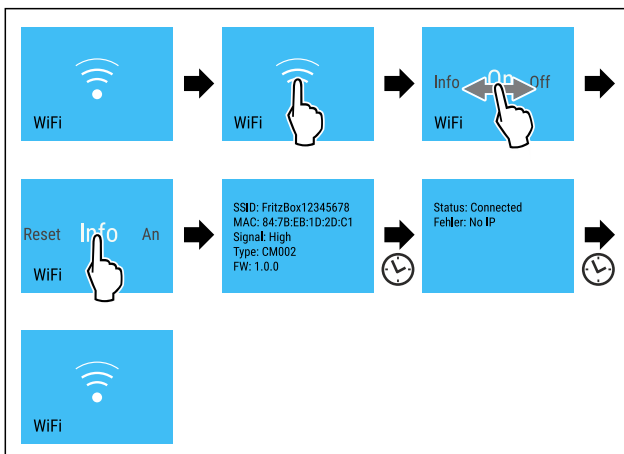 WiFi
WiFi
Info On Off
WiFi
Reset Info An
WiFi
SSID: FritzBox12345678
MAC: 84:7B:EB:1D:2D:C1
Signal: High
Type: CM002
FW: 1.0.0
Status: Connected
Fehler: No IP
WiFi